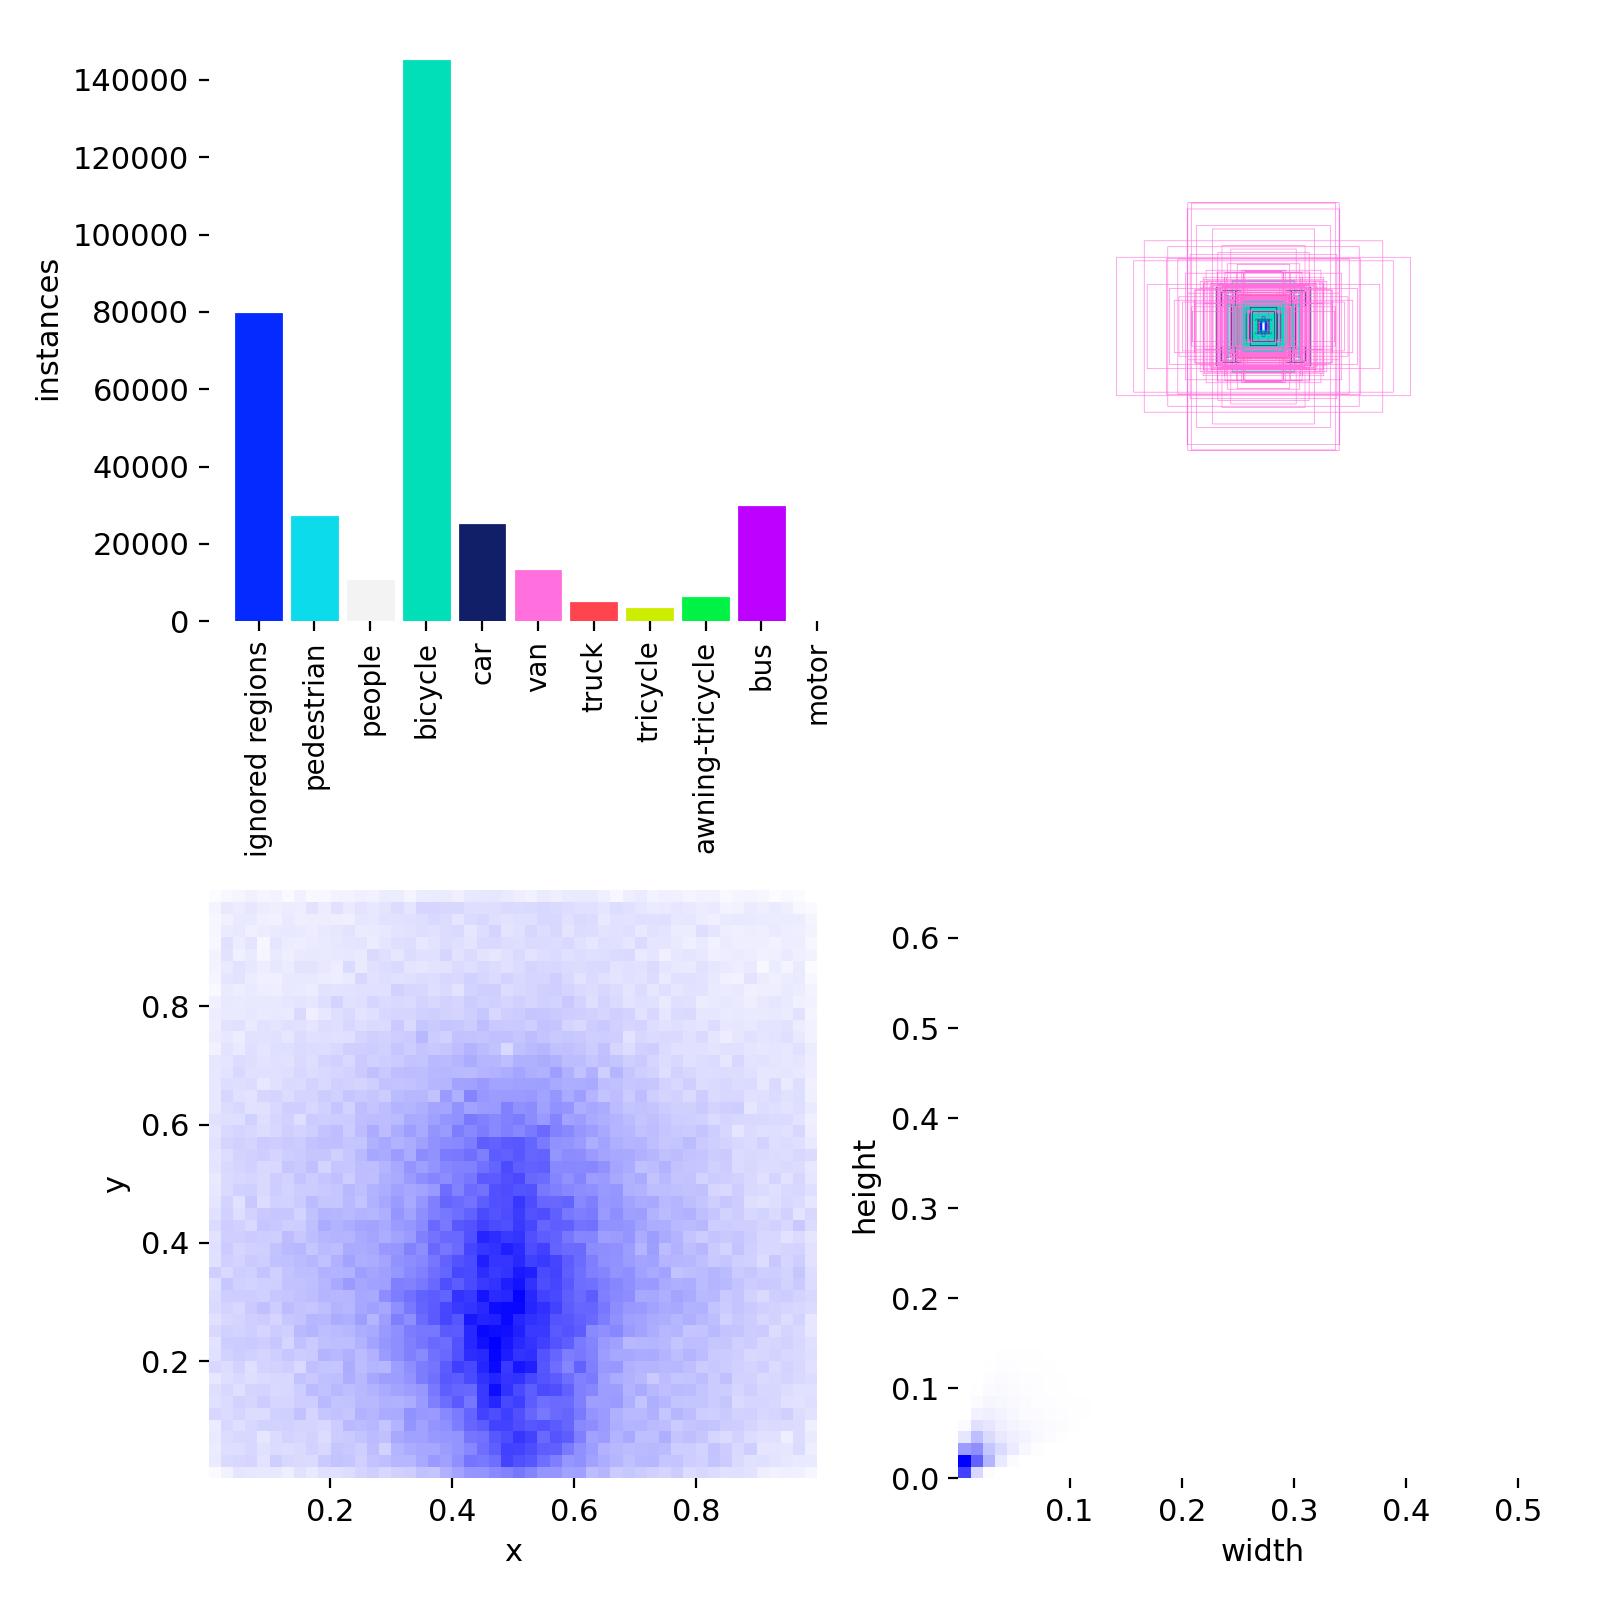 instances
140000
120000
100000
80000
60000
40000
20000
0
ignored regions
pedestrian
people
bicycle
car
van
truck
tricycle
awning-tricycle
bus
motor
y
0.8
0.6
0.4
0.2
0.2 0.4 0.6 0.8
x
height
0.6
0.5
0.4
0.3
0.2
0.1
0.0
0.1 0.2 0.3 0.4 0.5
width